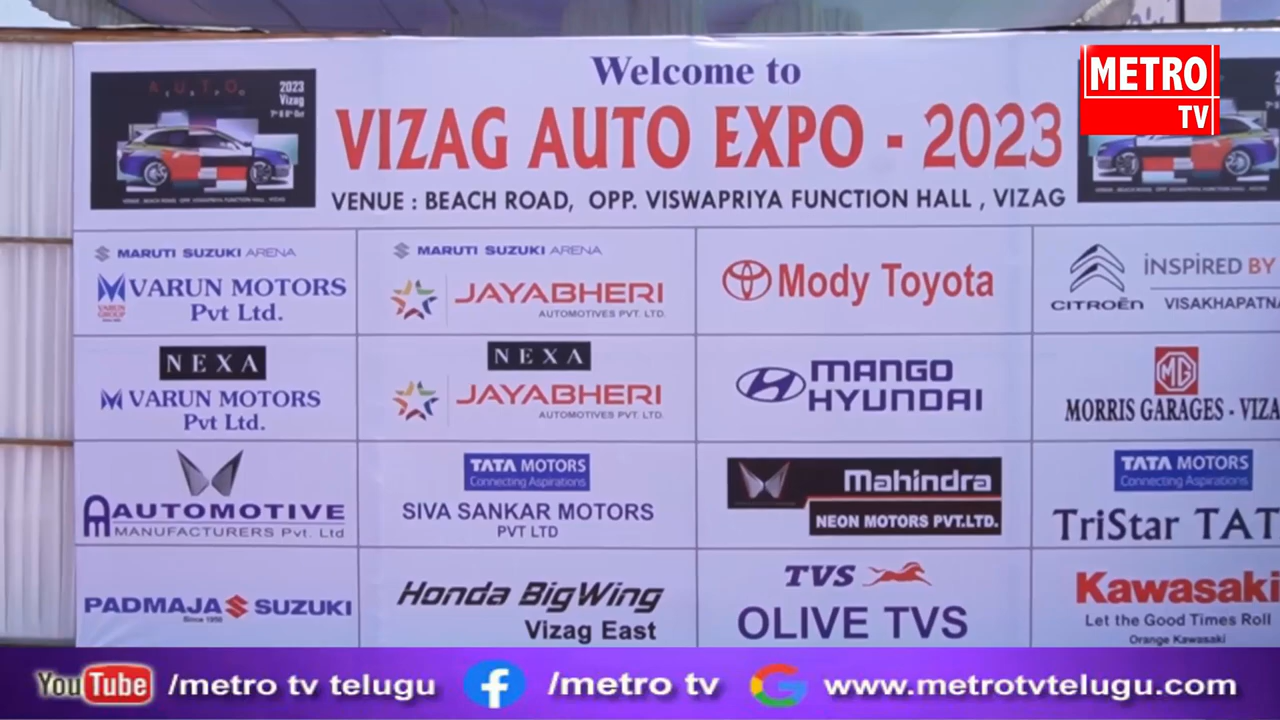 Welcome to
VIZAG AUTO EXPO - 2023
VENUE : BEACH ROAD, OPP. VISWAPRIYA FUNCTION HALL , VIZAG
AUTO
2023
Vizag
METRO
TV
MARUTI SUZUKI ARENA
VARUN MOTORS
Pvt Ltd.
VARUN
GROUP
MARUTI SUZUKI ARENA
JAYABHERI
AUTOMOTIVES PVT. LTD.
Mody Toyota
CITROËN
INSPIRED BY
VISAKHAPATNA
NEXA
VARUN MOTORS
Pvt Ltd.
NEXA
JAYABHERI
AUTOMOTIVES PVT. LTD.
MANGO
HYUNDAI
MG
MORRIS GARAGES - VIZA
AM AUTOMOTIVE
MANUFACTURERS Pvt. Ltd
TATA MOTORS
Connecting Aspirations
SIVA SANKAR MOTORS
PVT LTD
Mahindra
NEON MOTORS PVT.LTD.
TATA MOTORS
Connecting Aspirations
TriStar TAT
PADMAJA SUZUKI
Since 1950
Honda BigWing
Vizag East
TVS
OLIVE TVS
Kawasaki
Let the Good Times Roll
Orange Kawasaki
YouTube /metro tv telugu
f /metro tv
G www.metrotvtelugu.com